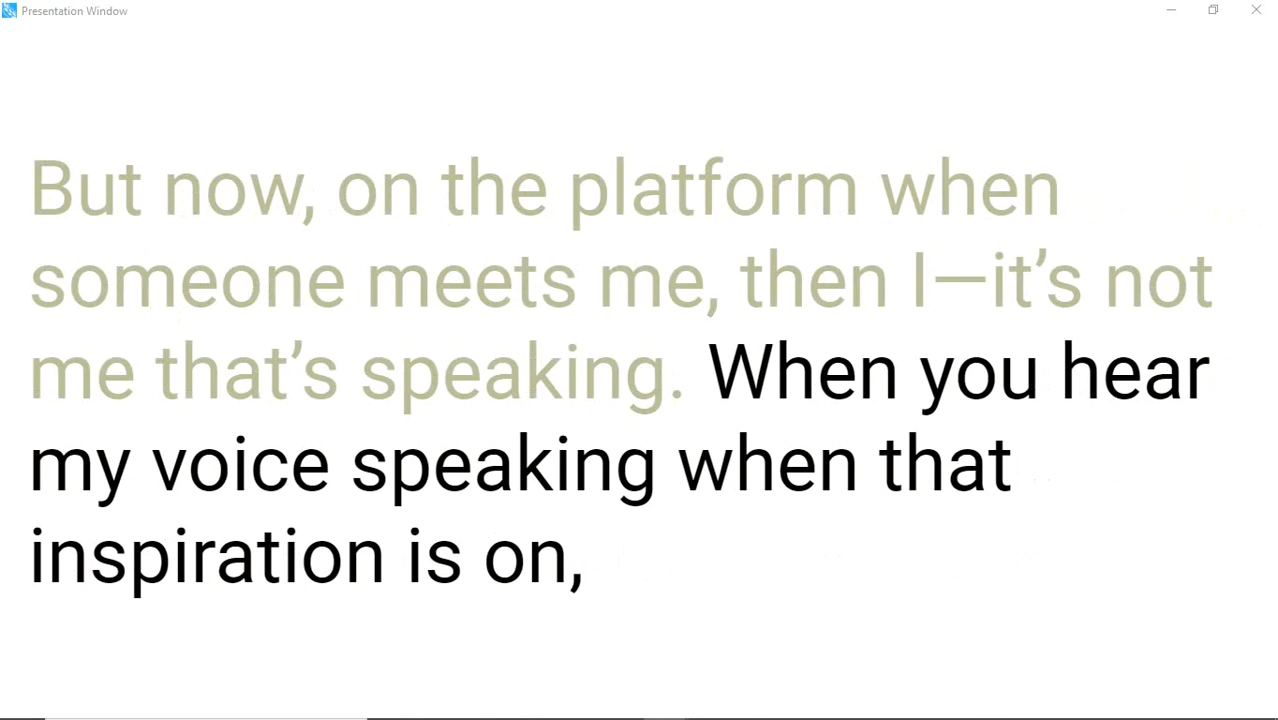 Presentation Window
But now, on the platform when
someone meets me, then I—it’s not
me that’s speaking. When you hear
my voice speaking when that
inspiration is on,